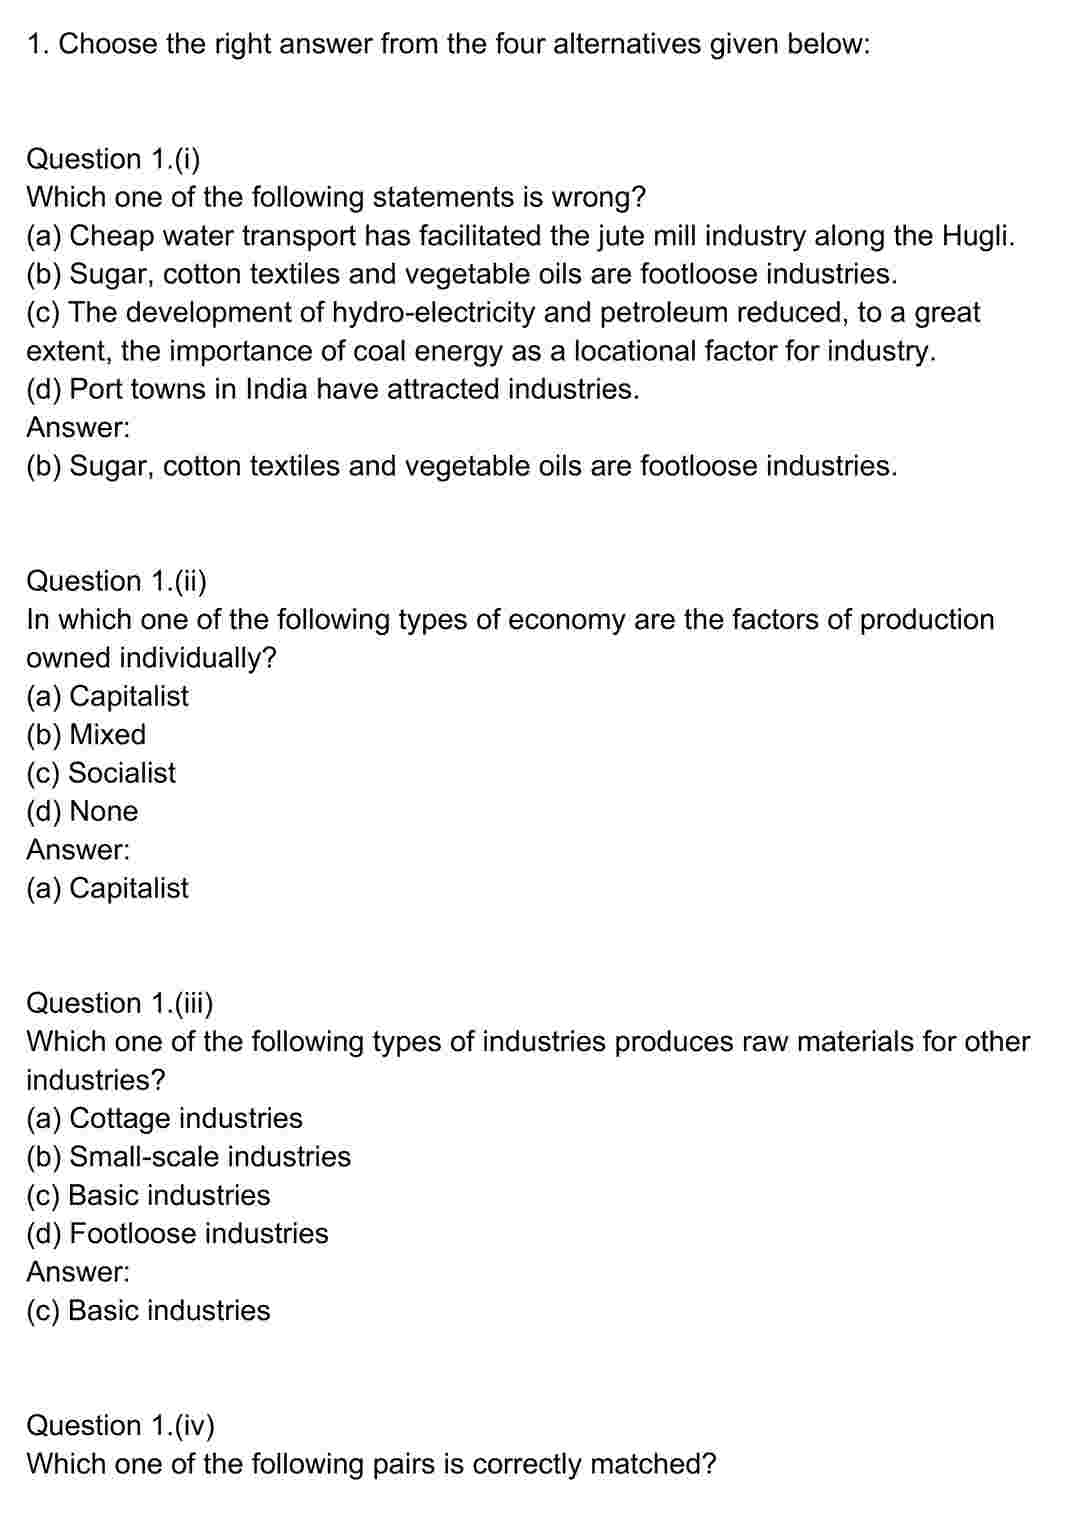 1. Choose the right answer from the four alternatives given below:
Question 1.(i)
Which one of the following statements is wrong?
(a) Cheap water transport has facilitated the jute mill industry along the Hugli.
(b) Sugar, cotton textiles and vegetable oils are footloose industries.
(c) The development of hydro-electricity and petroleum reduced, to a great
extent, the importance of coal energy as a locational factor for industry.
(d) Port towns in India have attracted industries.
Answer:
(b) Sugar, cotton textiles and vegetable oils are footloose industries.
Question 1.(ii)
In which one of the following types of economy are the factors of production
owned individually?
(a) Capitalist
(b) Mixed
(c) Socialist
(d) None
Answer:
(a) Capitalist
Question 1.(iii)
Which one of the following types of industries produces raw materials for other
industries?
(a) Cottage industries
(b) Small-scale industries
(c) Basic industries
(d) Footloose industries
Answer:
(c) Basic industries
Question 1.(iv)
Which one of the following pairs is correctly matched?